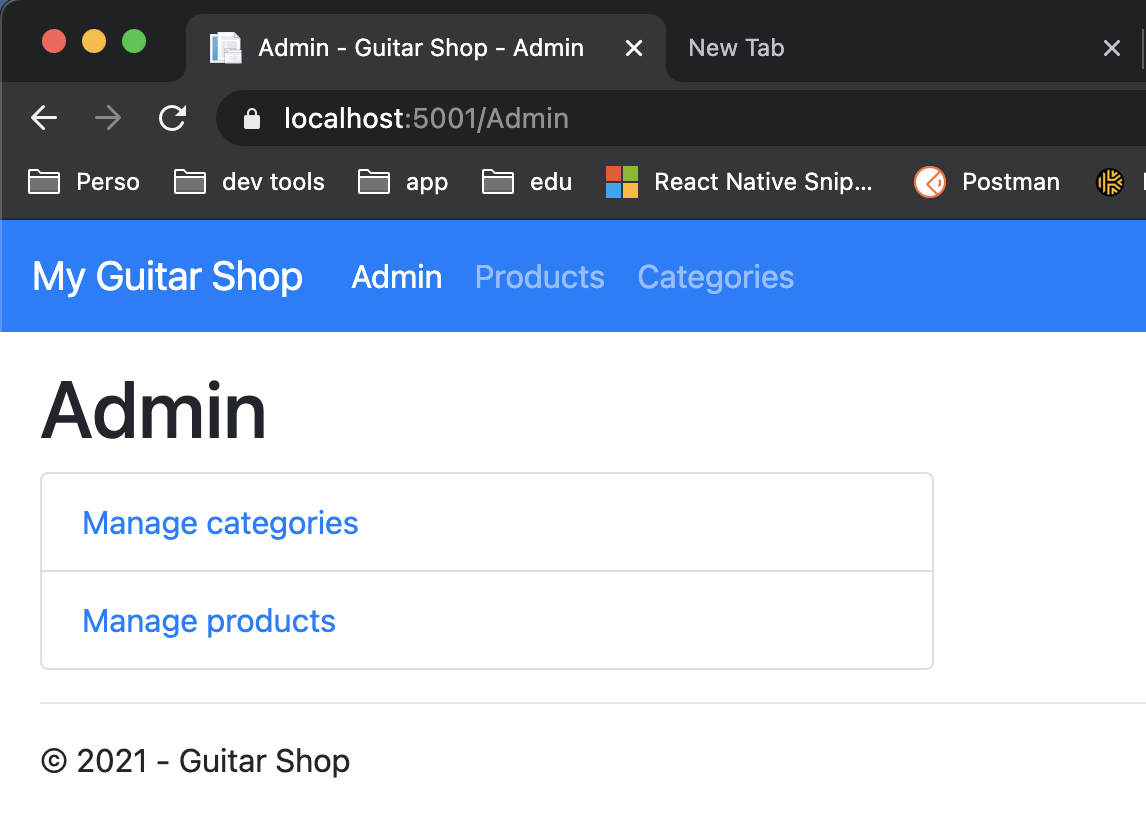 Admin - Guitar Shop - Admin New Tab
localhost:5001/Admin
Perso dev tools app edu React Native Snip... Postman
My Guitar Shop Admin Products Categories
Admin
Manage categories
Manage products
© 2021 - Guitar Shop